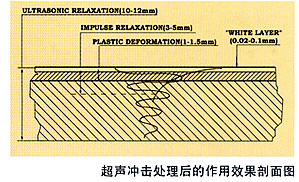 ULTRASONIC RELAXATION(10-12mm)
IMPULSE RELAXATION(3-5mm)
PLASTIC DEFORMATION(1-1.5mm)
"WHITE LAYER"
(0.02-0.1mm)
超声冲击处理后的作用效果剖面图